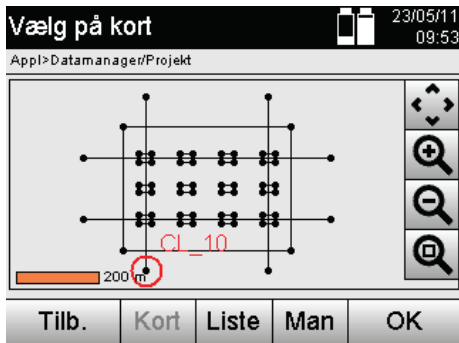 Vælg på kort
23/05/11
09:53
Appl>Datamanager/Projekt
CL_10
200 m
Tilb.
Kort
Liste
Man
OK